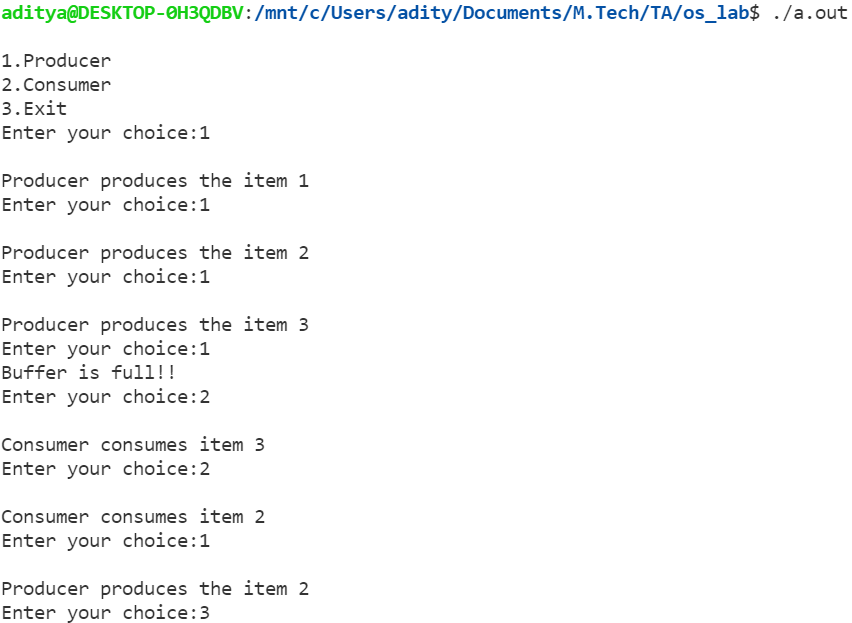 aditya@DESKTOP-0H3QDBV:/mnt/c/Users/adity/Documents/M.Tech/TA/os_lab$ ./a.out
1.Producer
2.Consumer
3.Exit
Enter your choice:1
Producer produces the item 1
Enter your choice:1
Producer produces the item 2
Enter your choice:1
Producer produces the item 3
Enter your choice:1
Buffer is full!!
Enter your choice:2
Consumer consumes item 3
Enter your choice:2
Consumer consumes item 2
Enter your choice:1
Producer produces the item 2
Enter your choice:3